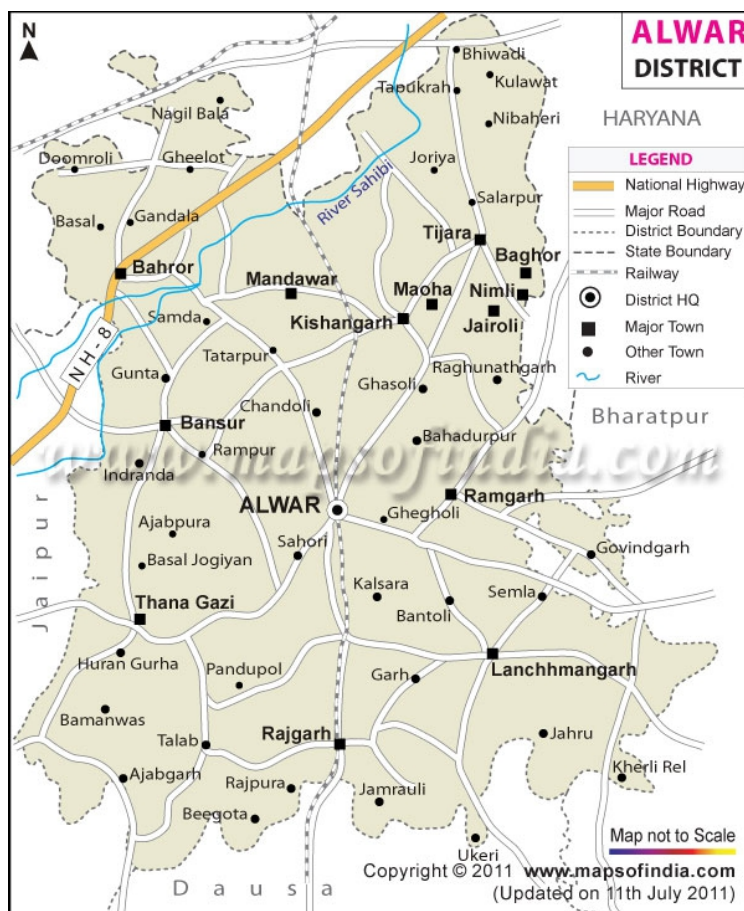 N
ALWAR
DISTRICT
Bhiwadi
Kulawat
Tapukrah
Nagil Bala
Nibaheri
HARYANA
Doomroli
Gheelot
Joriya
LEGEND
National Highway
Major Road
District Boundary
State Boundary
Railway
District HQ
Major Town
Other Town
River
River Sahibi
Salarpur
Basal
Gandala
Tijara
Baghor
Bahror
Mandawar
Maoha
Nimli
Kishangarh
Jairoli
Samda
NH-8
Tatarpur
Raghunathgarh
Gunta
Ghasoli
Chandoli
Bharatpur
Bansur
Bahadurpur
www.mapsofindia.com
Rampur
Indranda
Jaipur
ALWAR
Ramgarh
Ghegholi
Ajabpura
Govindgarh
Sahori
Basal Jogiyan
Kalsara
Semla
Thana Gazi
Bantoli
Huran Gurha
Lanchhmangarh
Pandupol
Garh
Bamanwas
Rajgarh
Jahru
Talab
Ajabgarh
Kherli Rel
Rajpura
Jamrauli
Beegota
Ukeri
Map not to Scale
Dausa
Copyright © 2011 www.mapsofindia.com
(Updated on 11th July 2011)